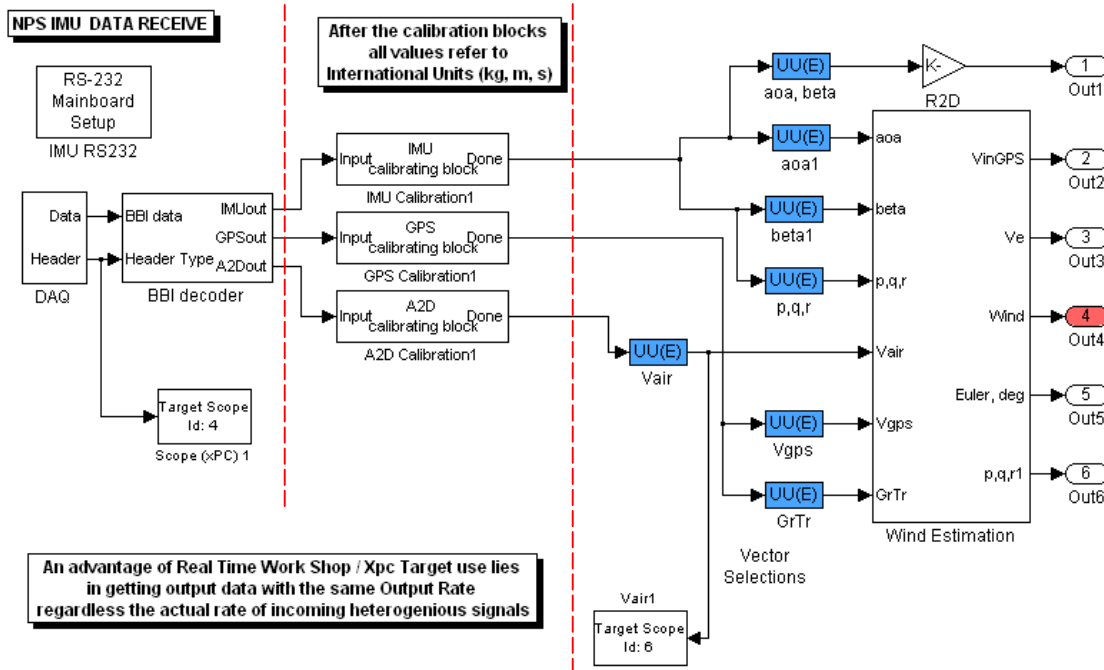 NPS IMU DATA RECEIVE
After the calibration blocks
all values refer to
International Units (kg, m, s)
RS-232
Mainboard
Setup
IMU RS232
Data
Header
DAQ
BBI data
Header Type
IMUout
GPSout
A2Dout
BBI decoder
Target Scope
Id: 4
Scope (xPC) 1
Input
IMU
calibrating block
Done
IMU Calibration1
Input
GPS
calibrating block
Done
GPS Calibration1
Input
A2D
calibrating block
Done
A2D Calibration1
UU(E)
Vair
UU(E)
aoa, beta
UU(E)
aoa1
UU(E)
beta1
UU(E)
p,q,r
UU(E)
Vgps
UU(E)
GrTr
Vector
Selections
K-
R2D
aoa
beta
Vair
Vgps
GrTr
VinGPS
Ve
Wind
Euler, deg
p,q,r1
Wind Estimation
1
Out1
2
Out2
3
Out3
4
Out4
5
Out5
6
Out6
Vair1
Target Scope
Id: 6
An advantage of Real Time Work Shop / Xpc Target use lies
in getting output data with the same Output Rate
regardless the actual rate of incoming heterogenious signals